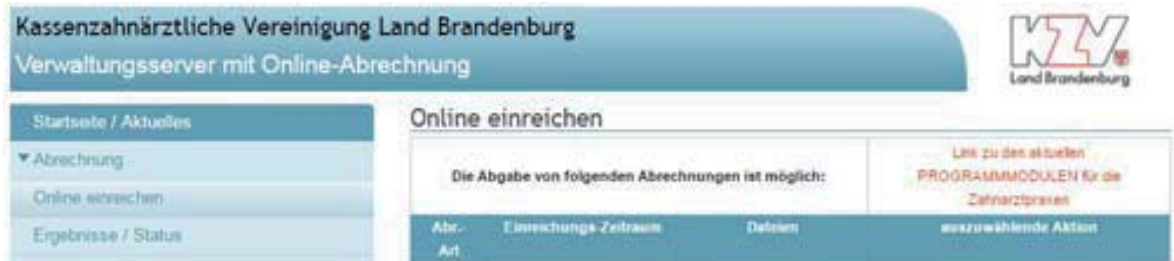 Kassenzahnärztliche Vereinigung Land Brandenburg
Verwaltungsserver mit Online-Abrechnung
KZV
Land Brandenburg
Startseite / Aktuelles
Abrechnung
Online einreichen
Ergebnisse / Status
Online einreichen
Die Abgabe von folgenden Abrechnungen ist möglich:
Link zu den aktuellen
PROGRAMMMODULEN für die
Zahnarztpraxen
Abr.-
Art
Einreichungs-Zeitraum
Dateien
auszuwählende Aktion